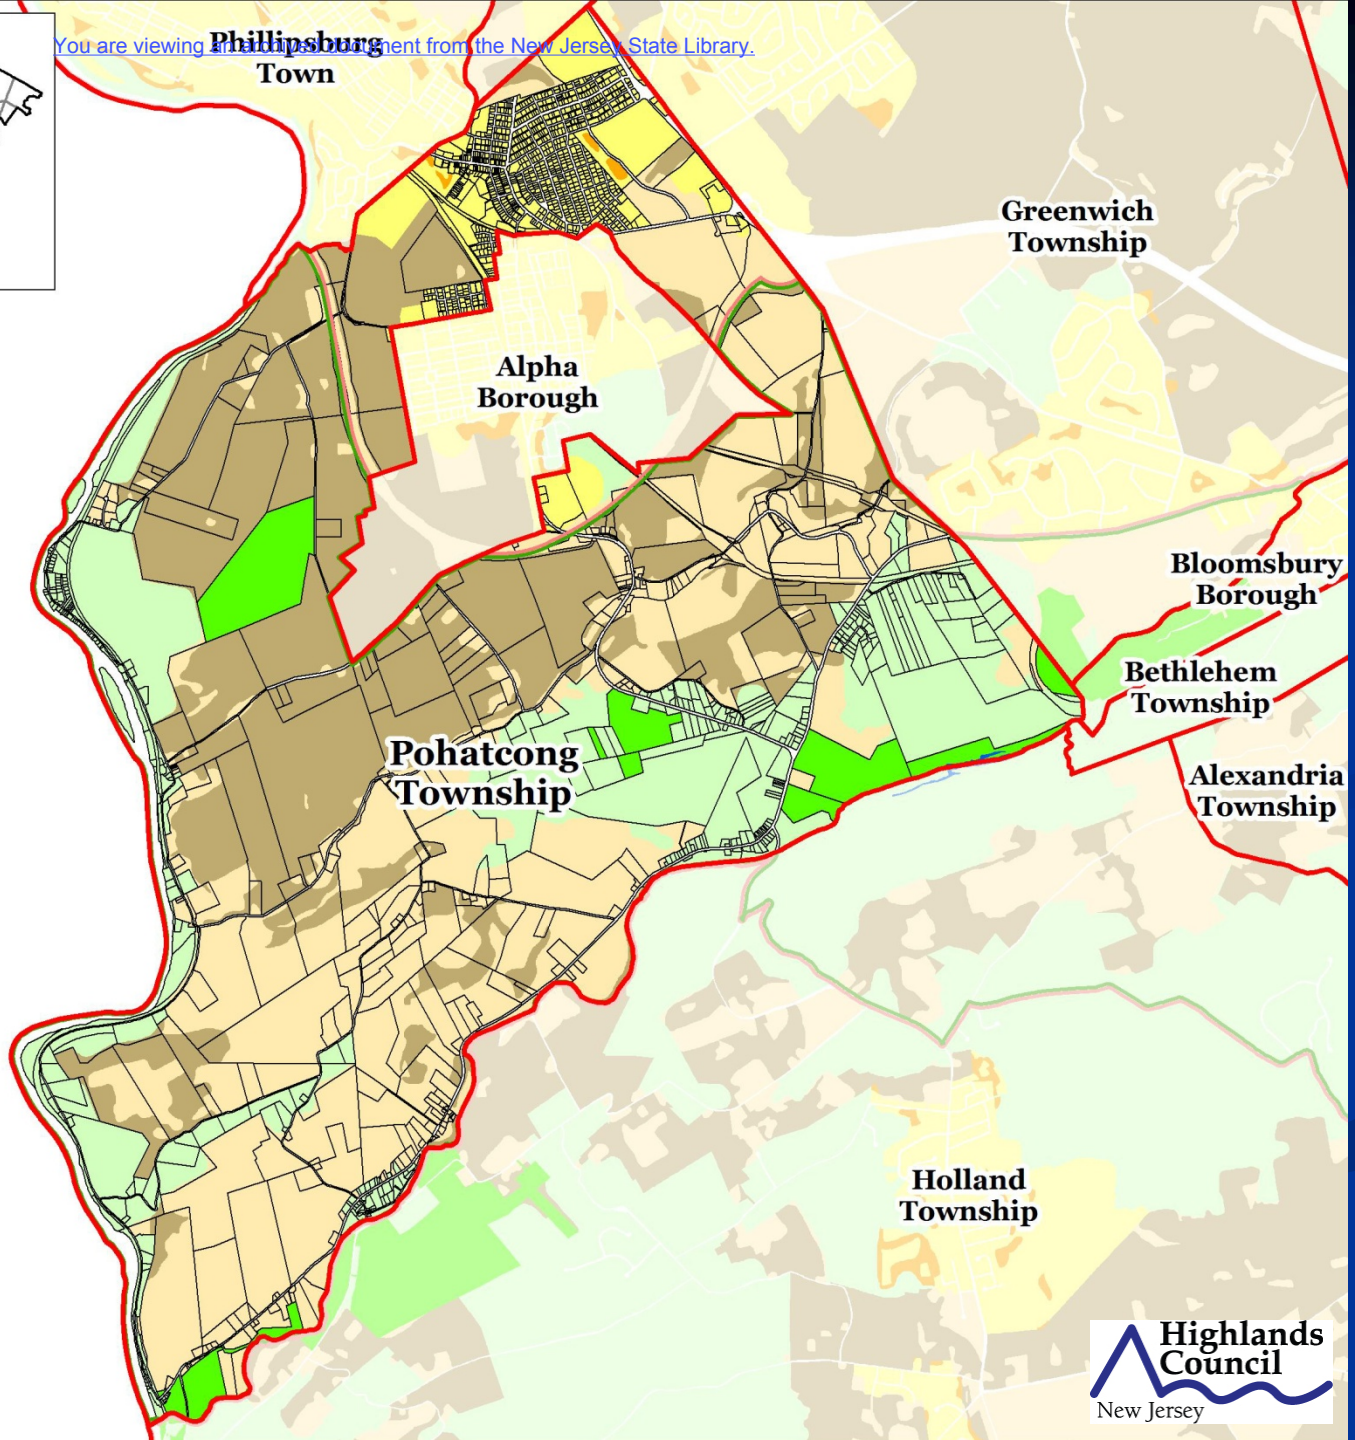 You are viewing an archived document from the New Jersey State Library.
Phillipsburg
Town
Greenwich
Township
Alpha
Borough
Bloomsbury
Borough
Bethlehem
Township
Pohatcong
Township
Alexandria
Township
Holland
Township
Highlands
Council
New Jersey